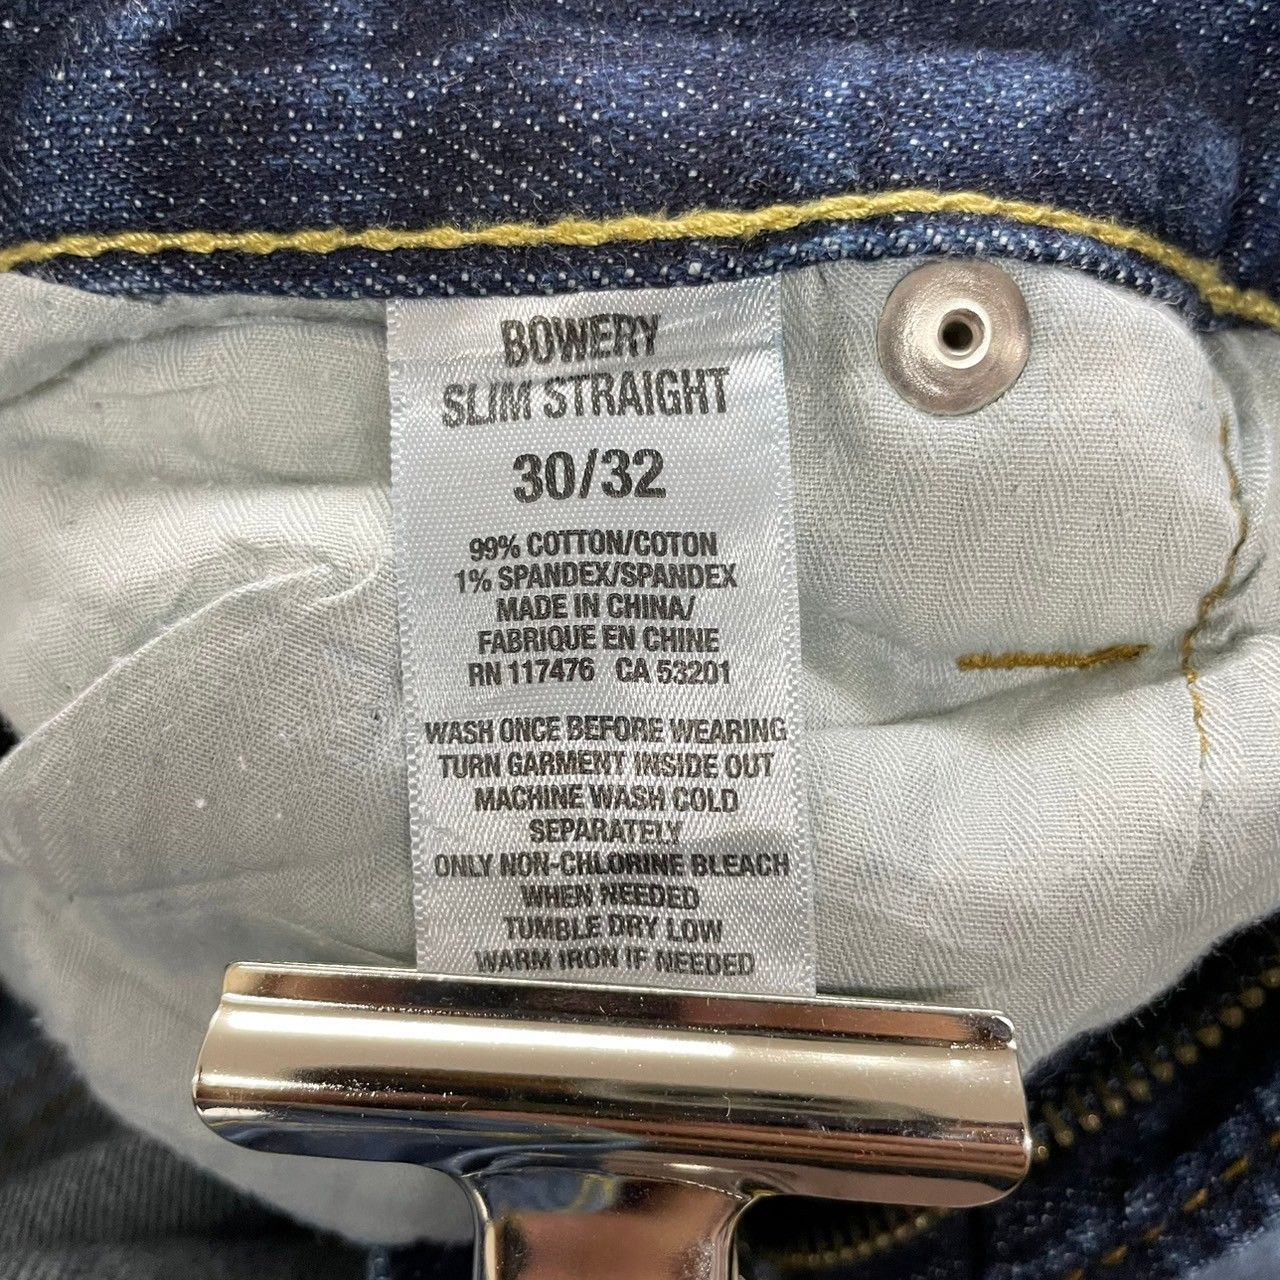 BOWERY
SLIM STRAIGHT
30/32
99% COTTON/COTON
1% SPANDEX/SPANDEX
MADE IN CHINA/
FABRIQUE EN CHINE
RN 117476 CA 53201
WASH ONCE BEFORE WEARING
TURN GARMENT INSIDE OUT
MACHINE WASH COLD
SEPARATELY
ONLY NON-CHLORINE BLEACH
WHEN NEEDED
TUMBLE DRY LOW
WARM IRON IF NEEDED